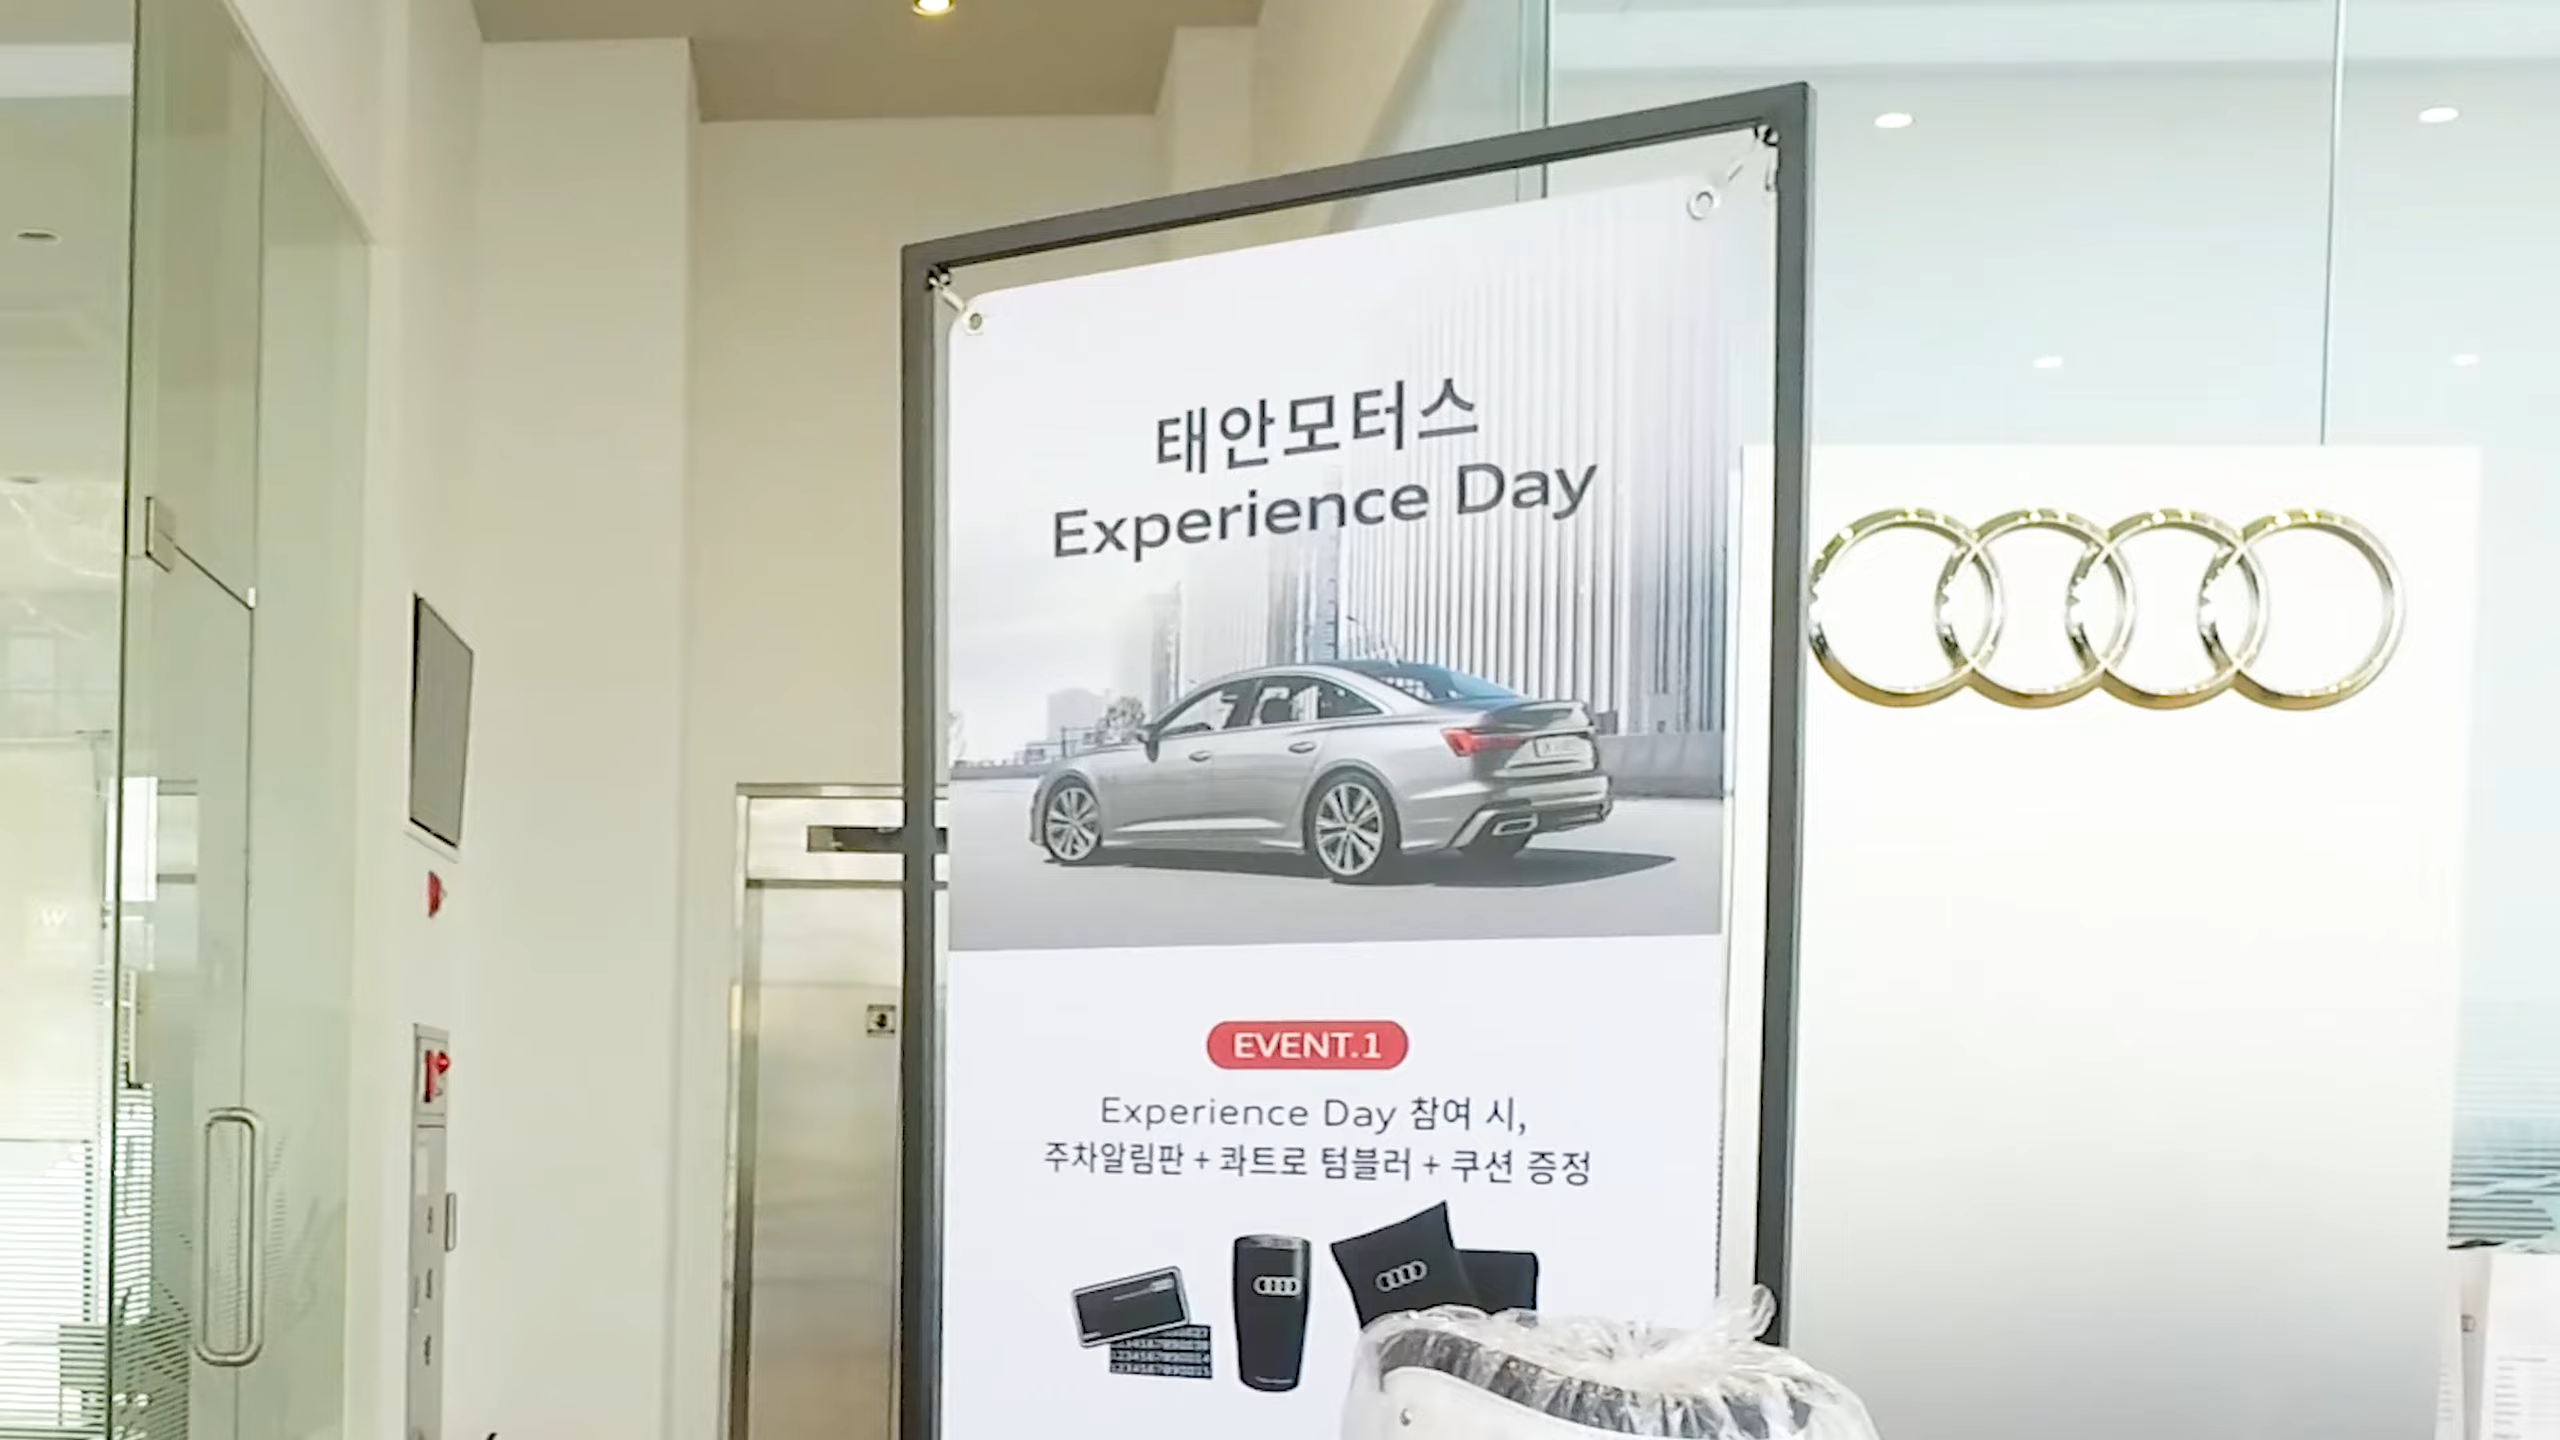 태안모터스
Experience Day
EVENT.1
Experience Day 참여 시,
주차알림판 + 콰트로 텀블러 + 쿠션 증정